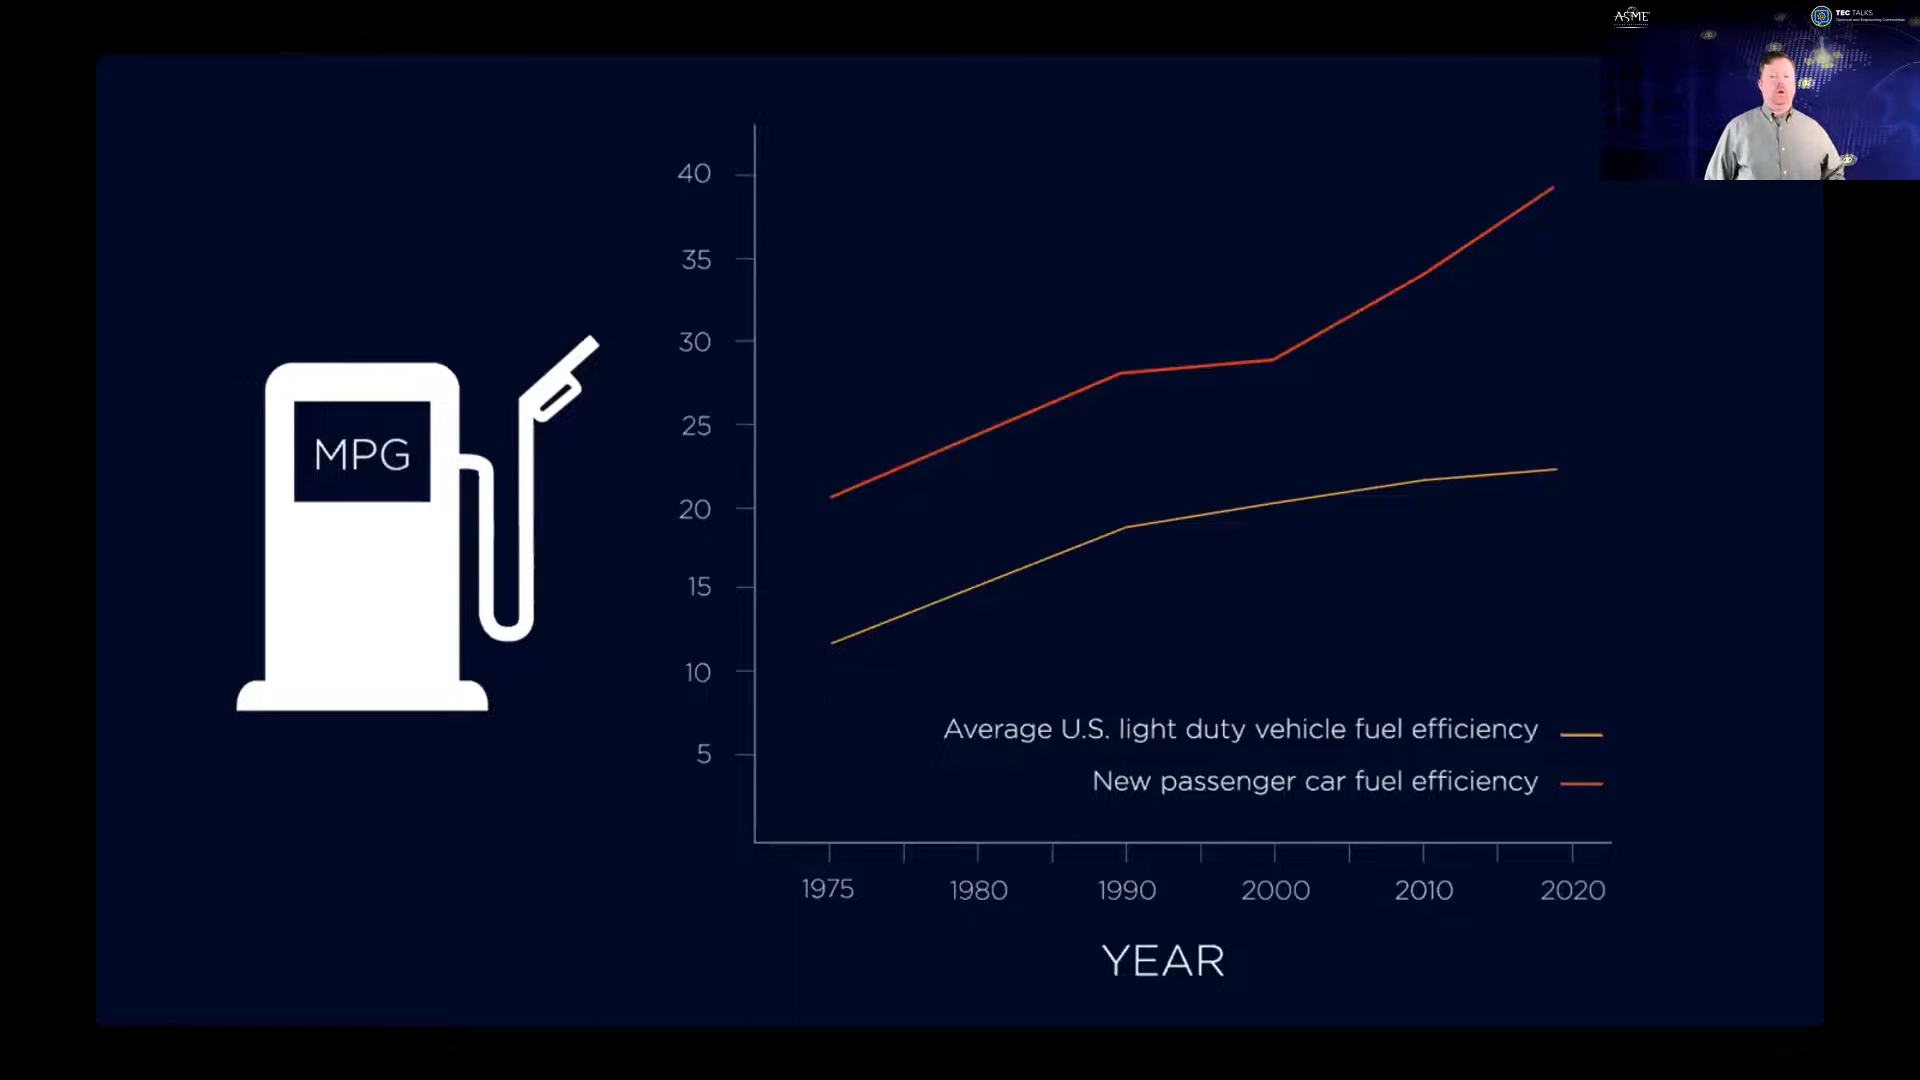 ASME
TEC TALKS
40
35
30
MPG
25
20
15
10
Average U.S. light duty vehicle fuel efficiency
5
New passenger car fuel efficiency
1975 1980 1990 2000 2010 2020
YEAR